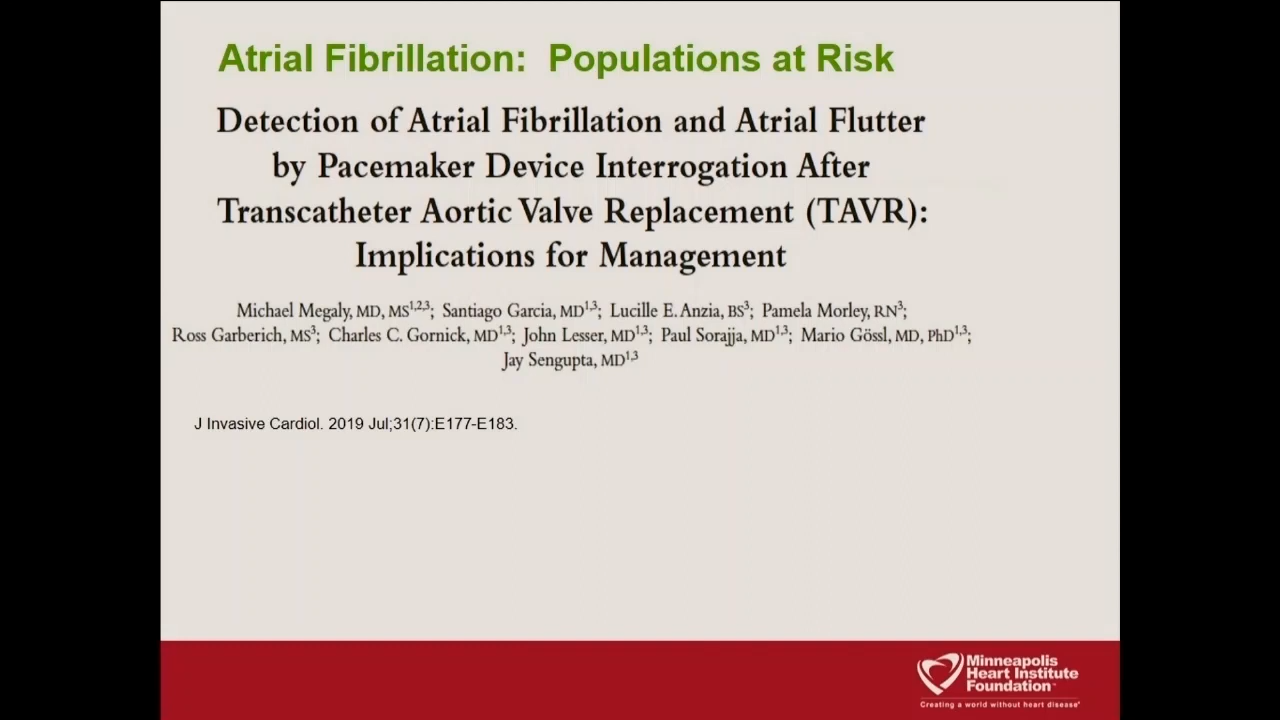 Atrial Fibrillation: Populations at Risk
Detection of Atrial Fibrillation and Atrial Flutter
by Pacemaker Device Interrogation After
Transcatheter Aortic Valve Replacement (TAVR):
Implications for Management
Michael Megaly, MD, MS1,2,3; Santiago Garcia, MD1,3; Lucille E. Anzia, BS3; Pamela Morley, RN3;
Ross Garberich, MS3; Charles C. Gornick, MD1,3; John Lesser, MD1,3; Paul Sorajja, MD1,3; Mario Gössl, MD, PhD1,3;
Jay Sengupta, MD1,3
J Invasive Cardiol. 2019 Jul;31(7):E177-E183.
Minneapolis
Heart Institute
Foundation™
Creating a world without heart disease®